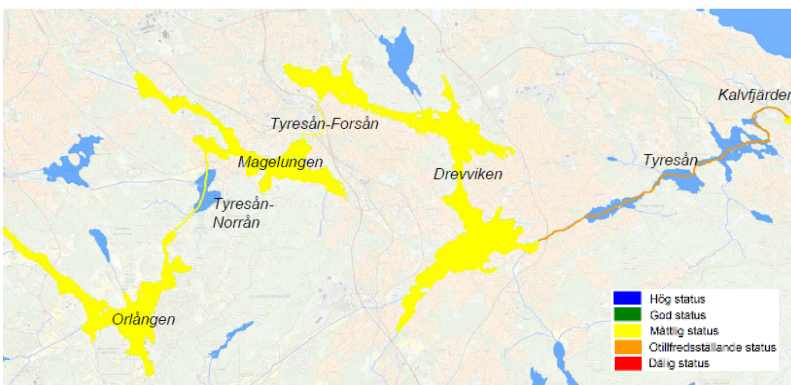 Kalvfjärden
Tyresån-Forsån
Magelungen
Tyresån
Drevviken
Tyresån-
Norrån
Orlången
Hög status
God status
Måttlig status
Otillfredsställande status
Dålig status